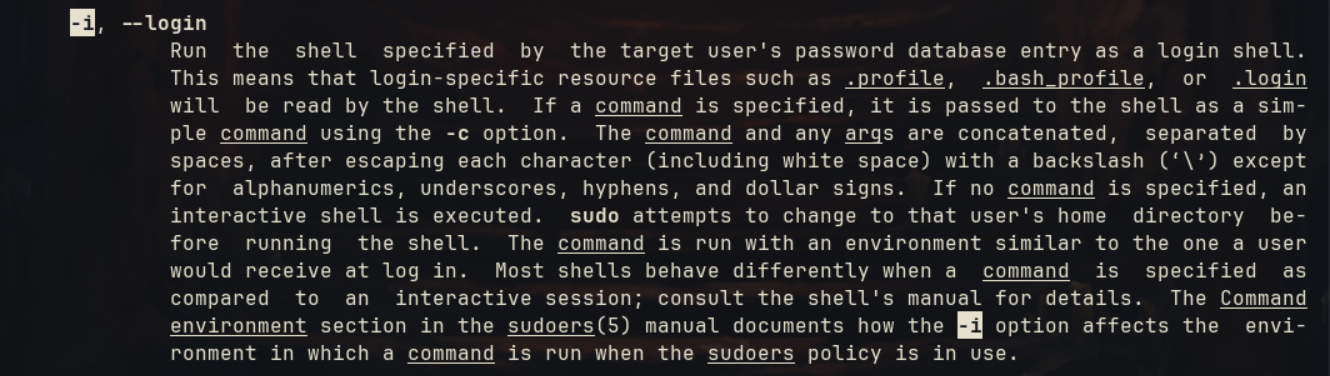 -i, --login
Run the shell specified by the target user's password database entry as a login shell.
This means that login-specific resource files such as .profile, .bash_profile, or .login
will be read by the shell. If a command is specified, it is passed to the shell as a sim-
ple command using the -c option. The command and any args are concatenated, separated by
spaces, after escaping each character (including white space) with a backslash (‘\’) except
for alphanumerics, underscores, hyphens, and dollar signs. If no command is specified, an
interactive shell is executed. sudo attempts to change to that user's home directory be-
fore running the shell. The command is run with an environment similar to the one a user
would receive at log in. Most shells behave differently when a command is specified as
compared to an interactive session; consult the shell's manual for details. The Command
environment section in the sudoers(5) manual documents how the -i option affects the envi-
ronment in which a command is run when the sudoers policy is in use.